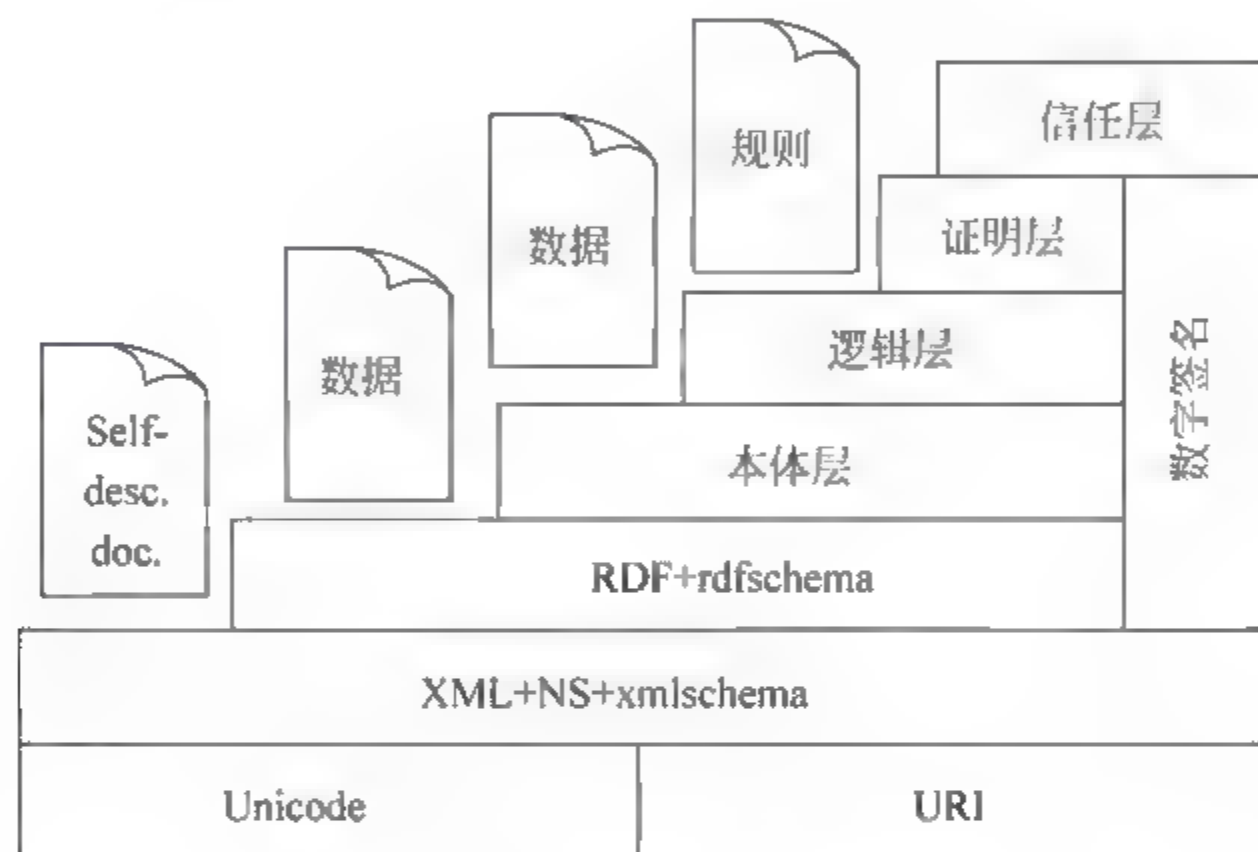 信任层
规则
证明层
数据
逻辑层
数字签名
数据
本体层
Self-
desc.
doc.
RDF+rdfschema
XML+NS+xmlschema
Unicode
URI